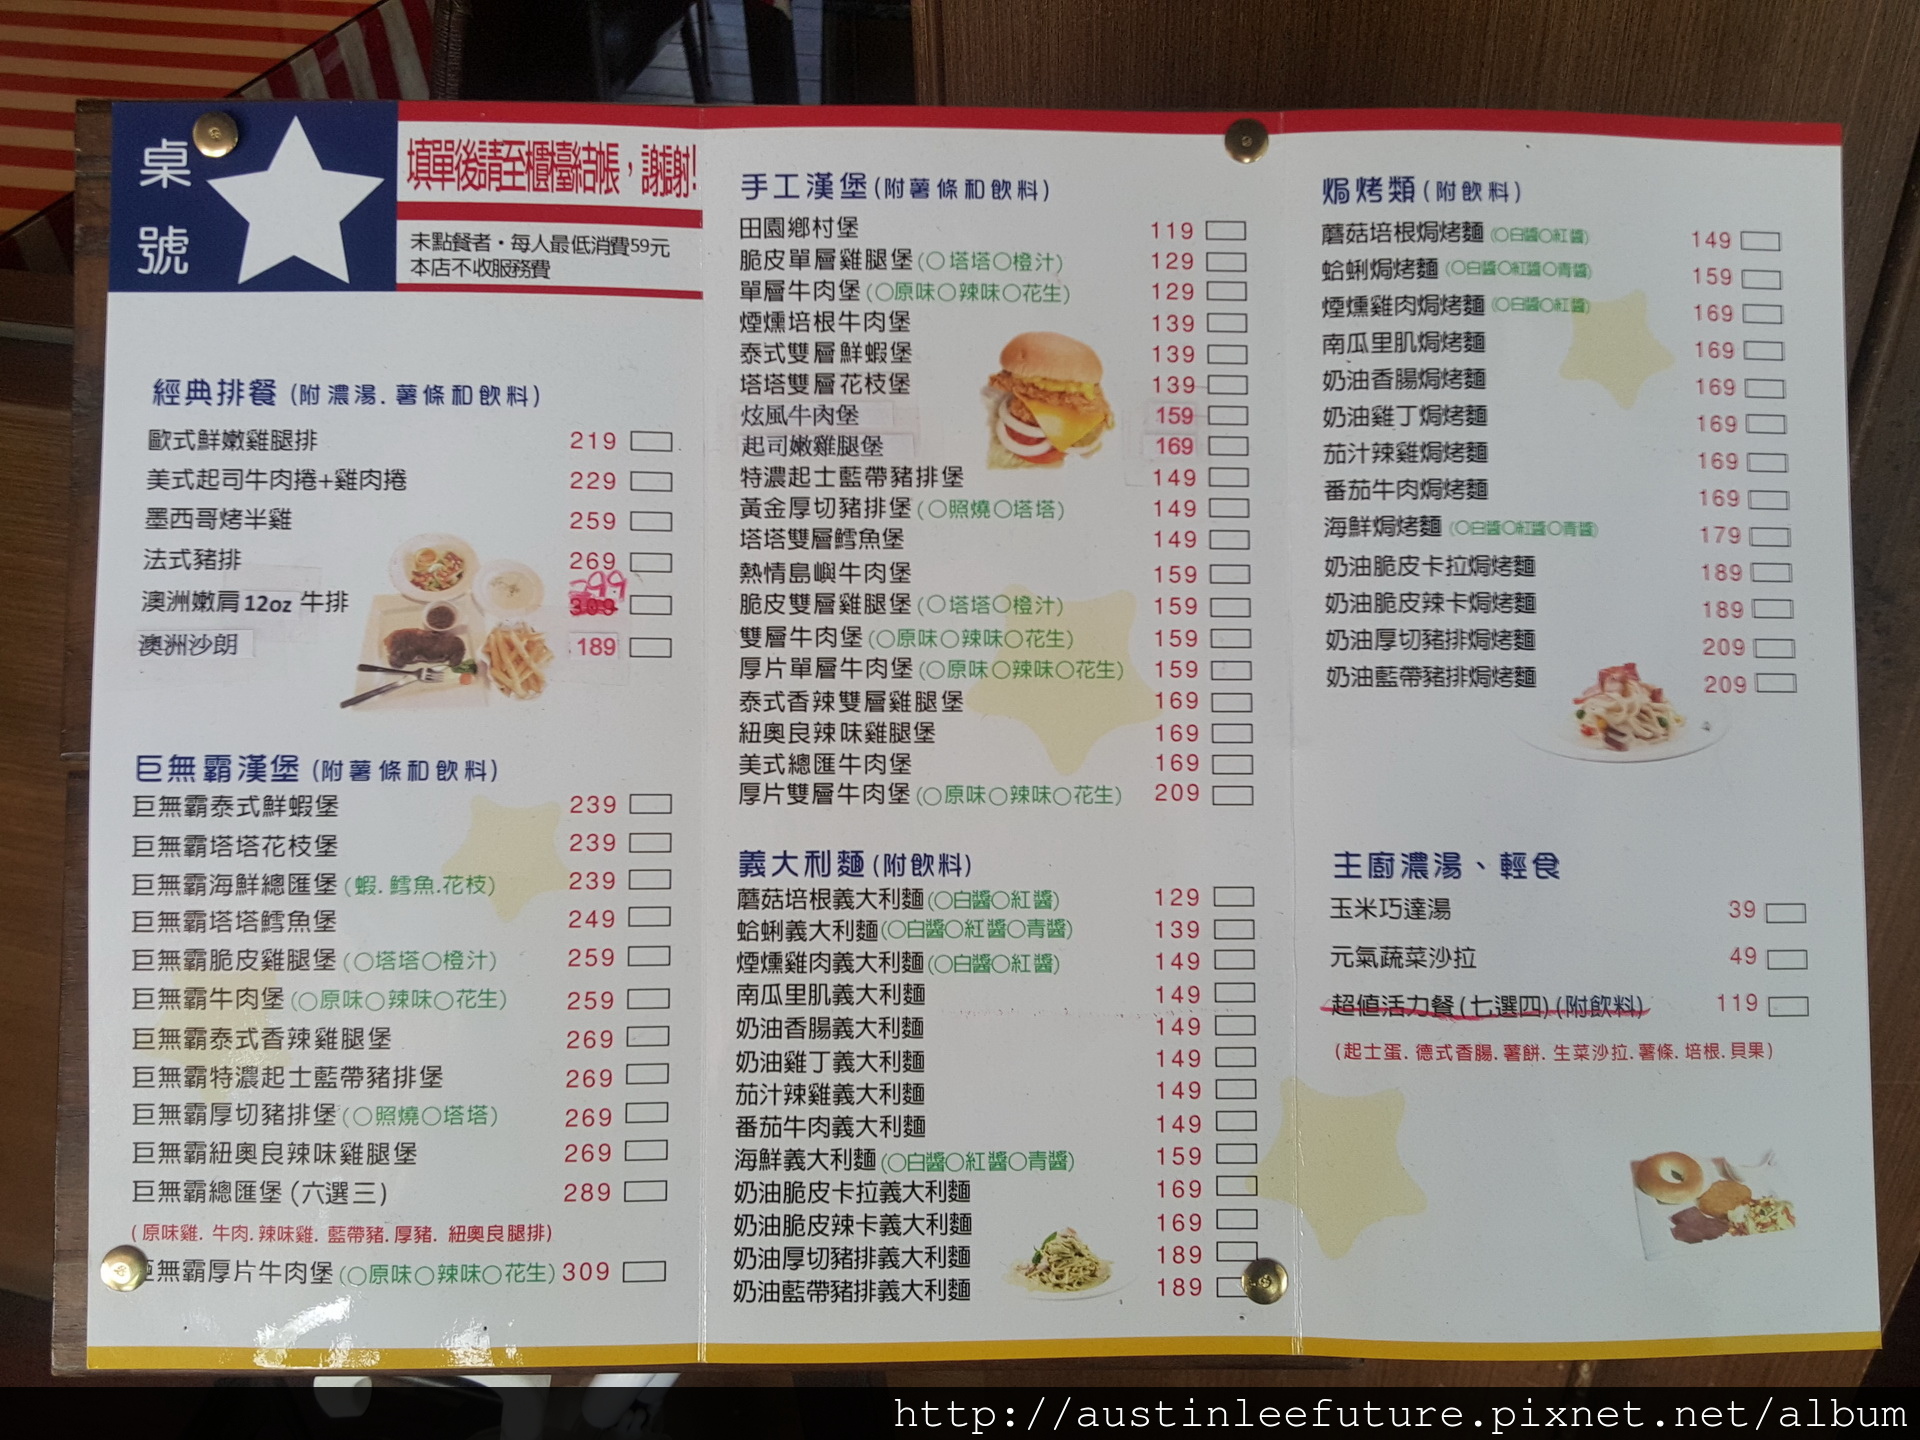 桌號
填單後請至櫃檯結帳，謝謝!
未點餐者・每人最低消費59元
本店不收服務費
經典排餐 (附濃湯.薯條和飲料)
歐式鮮嫩雞腿排 219
美式起司牛肉捲+雞肉捲 229
墨西哥烤半雞 259
法式豬排 269
澳洲嫩肩12oz牛排 309 299
澳洲沙朗 189
巨無霸漢堡 (附薯條和飲料)
巨無霸泰式鮮蝦堡 239
巨無霸塔塔花枝堡 239
巨無霸海鮮總匯堡 (蝦.鱈魚.花枝) 239
巨無霸塔塔鱈魚堡 249
巨無霸脆皮雞腿堡 (○塔塔○橙汁) 259
巨無霸牛肉堡 (○原味○辣味○花生) 259
巨無霸泰式香辣雞腿堡 269
巨無霸特濃起士藍帶豬排堡 269
巨無霸厚切豬排堡 (○照燒○塔塔) 269
巨無霸紐奧良辣味雞腿堡 269
巨無霸總匯堡 (六選三) 289
(原味雞.牛肉.辣味雞.藍帶豬.厚豬.紐奧良腿排)
無霸厚片牛肉堡 (○原味○辣味○花生) 309
手工漢堡 (附薯條和飲料)
田園鄉村堡 119
脆皮單層雞腿堡 (○塔塔○橙汁) 129
單層牛肉堡 (○原味○辣味○花生) 129
煙燻培根牛肉堡 139
泰式雙層鮮蝦堡 139
塔塔雙層花枝堡 139
炫風牛肉堡 159
起司嫩雞腿堡 169
特濃起士藍帶豬排堡 149
黃金厚切豬排堡 (○照燒○塔塔) 149
塔塔雙層鱈魚堡 149
熱情島嶼牛肉堡 159
脆皮雙層雞腿堡 (○塔塔○橙汁) 159
雙層牛肉堡 (○原味○辣味○花生) 159
厚片單層牛肉堡 (○原味○辣味○花生) 159
泰式香辣雙層雞腿堡 169
紐奧良辣味雞腿堡 169
美式總匯牛肉堡 169
厚片雙層牛肉堡 (○原味○辣味○花生) 209
義大利麵 (附飲料)
蘑菇培根義大利麵 (○白醬○紅醬) 129
蛤蜊義大利麵 (○白醬○紅醬○青醬) 139
煙燻雞肉義大利麵 (○白醬○紅醬) 149
南瓜里肌義大利麵 149
奶油香腸義大利麵 149
奶油雞丁義大利麵 149
茄汁辣雞義大利麵 149
番茄牛肉義大利麵 149
海鮮義大利麵 (○白醬○紅醬○青醬) 159
奶油脆皮卡拉義大利麵 169
奶油脆皮辣卡義大利麵 169
奶油厚切豬排義大利麵 189
奶油藍帶豬排義大利麵 189
焗烤類 (附飲料)
蘑菇培根焗烤麵 (○白醬○紅醬) 149
蛤蜊焗烤麵 (○白醬○紅醬○青醬) 159
煙燻雞肉焗烤麵 (○白醬○紅醬) 169
南瓜里肌焗烤麵 169
奶油香腸焗烤麵 169
奶油雞丁焗烤麵 169
茄汁辣雞焗烤麵 169
番茄牛肉焗烤麵 169
海鮮焗烤麵 (○白醬○紅醬○青醬) 179
奶油脆皮卡拉焗烤麵 189
奶油脆皮辣卡焗烤麵 189
奶油厚切豬排焗烤麵 209
奶油藍帶豬排焗烤麵 209
主廚濃湯、輕食
玉米巧達湯 39
元氣蔬菜沙拉 49
超值活力餐(七選四)(附飲料) 119
(起士蛋.德式香腸.薯餅.生菜沙拉.薯條.培根.貝果)
http://austinleefuture.pixnet.net/album